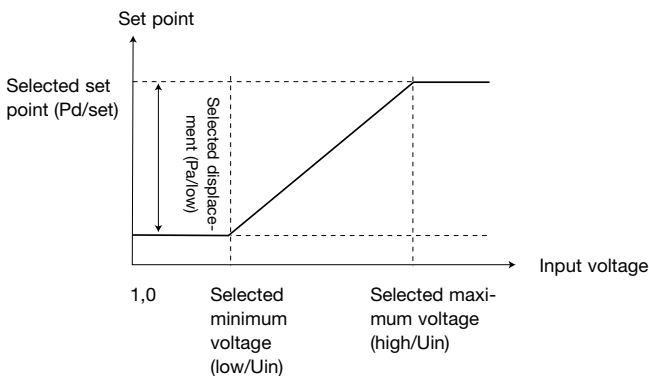 Set point
Selected set
point (Pd/set)
Selected displace-
ment (Pa/low)
Input voltage
1,0
Selected
minimum
voltage
(low/Uin)
Selected maxi-
mum voltage
(high/Uin)